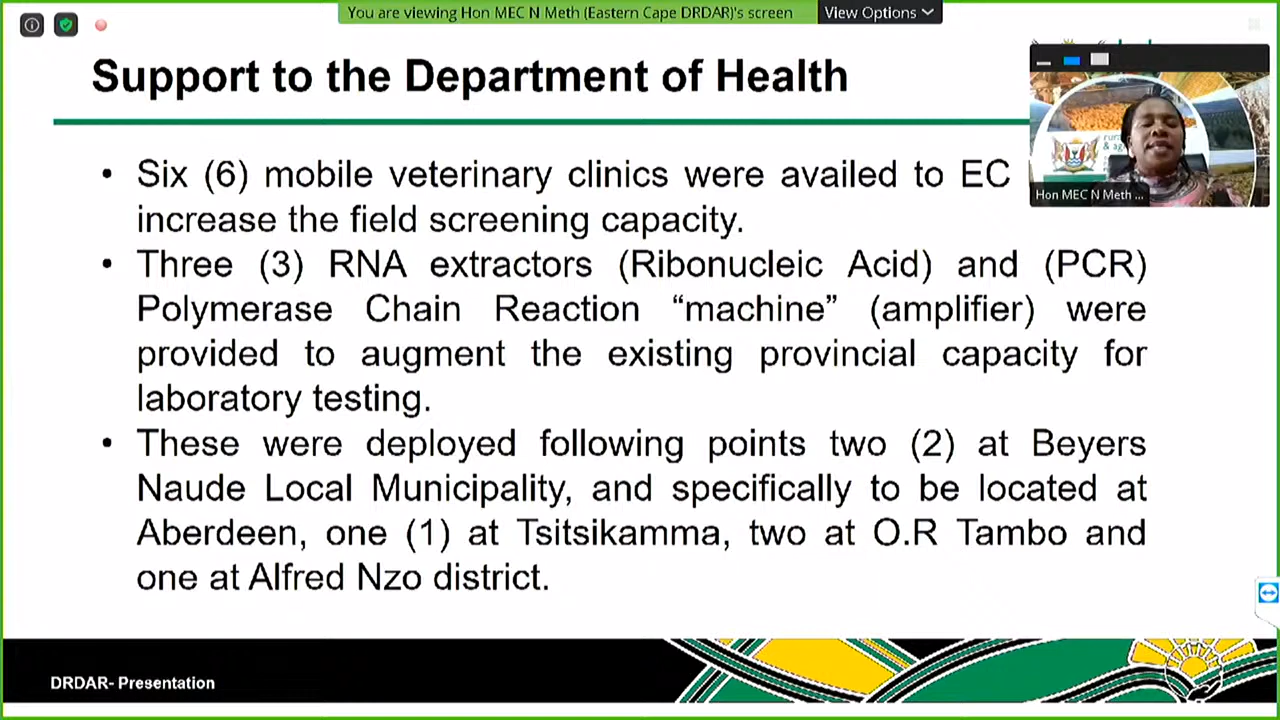 You are viewing Hon MEC N Meth (Eastern Cape DRDAR)'s screen
View Options
Support to the Department of Health
• Six (6) mobile veterinary clinics were availed to EC
increase the field screening capacity.
• Three (3) RNA extractors (Ribonucleic Acid) and (PCR)
Polymerase Chain Reaction “machine” (amplifier) were
provided to augment the existing provincial capacity for
laboratory testing.
• These were deployed following points two (2) at Beyers
Naude Local Municipality, and specifically to be located at
Aberdeen, one (1) at Tsitsikamma, two at O.R Tambo and
one at Alfred Nzo district.
Hon MEC N Meth ...
DRDAR- Presentation